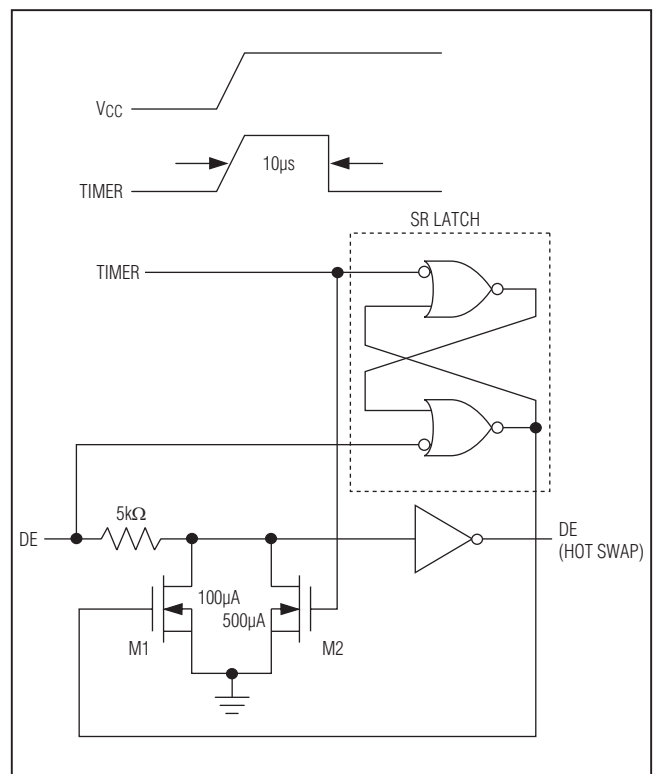 VCC
10µs
TIMER
SR LATCH
TIMER
5kΩ
DE
DE
(HOT SWAP)
100µA
500µA
M1
M2